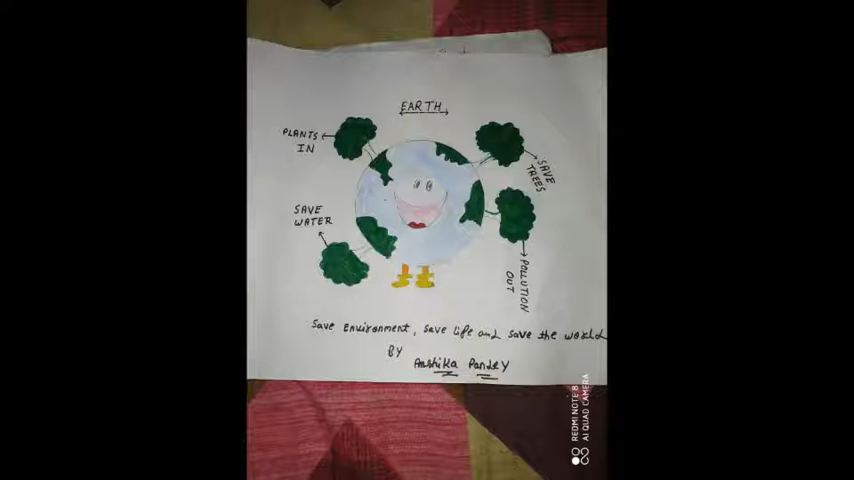 EARTH
PLANTS
IN
SAVE
TREES
SAVE
WATER
POLLUTION
OUT
Save Environment, save life and save the world
BY
Anshika Pandey
REDMI NOTE 8
AI QUAD CAMERA